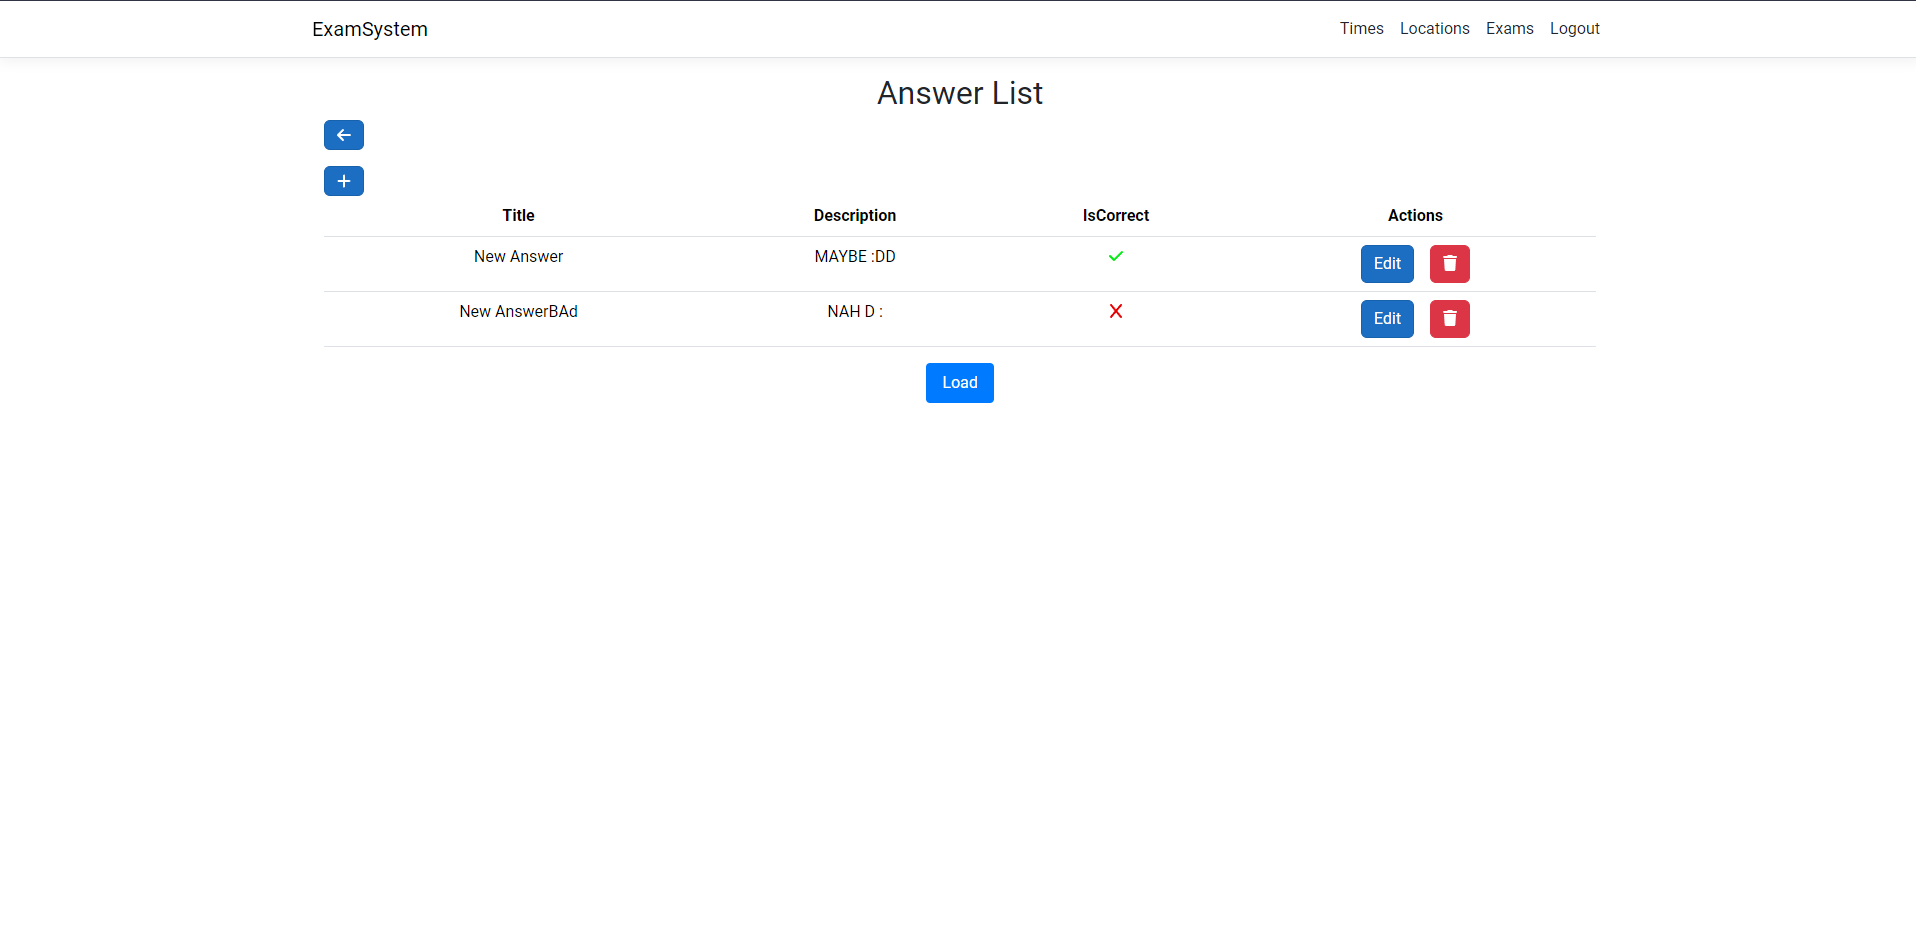 ExamSystem Times Locations Exams Logout
Answer List
Title Description IsCorrect Actions
New Answer MAYBE :DD Edit
New AnswerBAd NAH D : Edit
Load